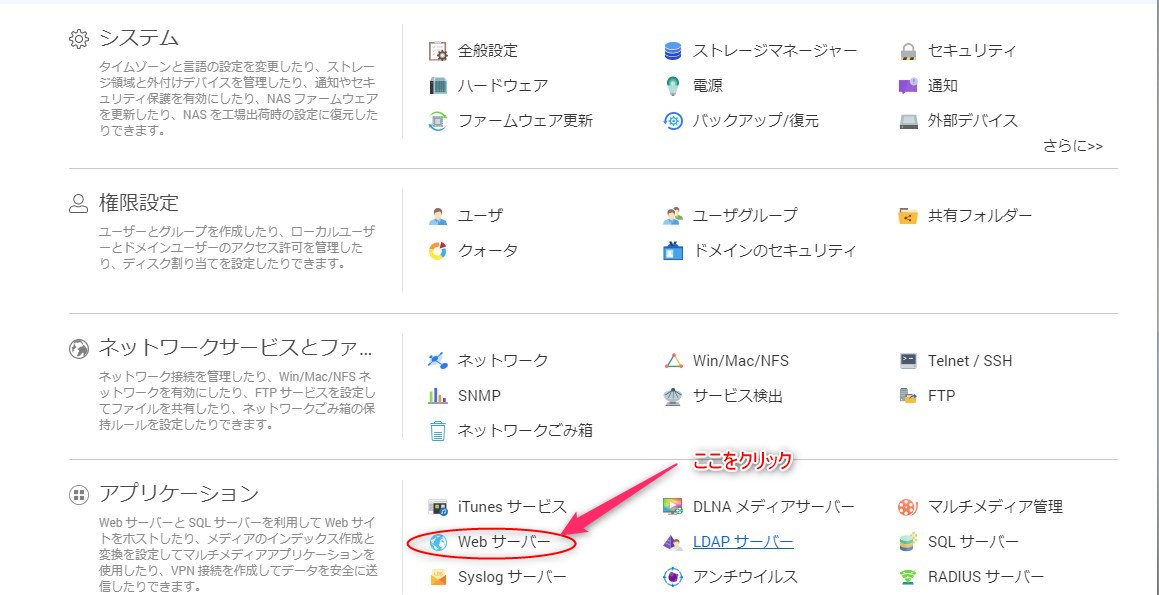 システム
タイムゾーンと言語の設定を変更したり、ストレー
ジ領域と外付けデバイスを管理したり、通知やセキ
ュリティ保護を有効にしたり、NAS ファームウェア
を更新したり、NAS を工場出荷時の設定に復元した
りできます。
全般設定
ストレージマネージャー
セキュリティ
ハードウェア
電源
通知
ファームウェア更新
バックアップ/復元
外部デバイス
さらに>>
権限設定
ユーザーとグループを作成したり、ローカルユーザ
ーとドメインユーザーのアクセス許可を管理した
り、ディスク割り当てを設定したりできます。
ユーザ
ユーザグループ
共有フォルダー
クォータ
ドメインのセキュリティ
ネットワークサービスとファ...
ネットワーク接続を管理したり、Win/Mac/NFS ネ
ットワークを有効にしたり、FTP サービスを設定し
てファイルを共有したり、ネットワークごみ箱の保
持ルールを設定したりできます。
ネットワーク
Win/Mac/NFS
Telnet / SSH
SNMP
サービス検出
FTP
ネットワークごみ箱
ここをクリック
アプリケーション
Web サーバーと SQL サーバーを利用して Web サイ
トをホストしたり、メディアのインデックス作成と
変換を設定してマルチメディアアプリケーションを
使用したり、VPN 接続を作成してデータを安全に送
信したりできます。
iTunes サービス
DLNA メディアサーバー
マルチメディア管理
Web サーバー
LDAP サーバー
SQL サーバー
Syslog サーバー
アンチウイルス
RADIUS サーバー